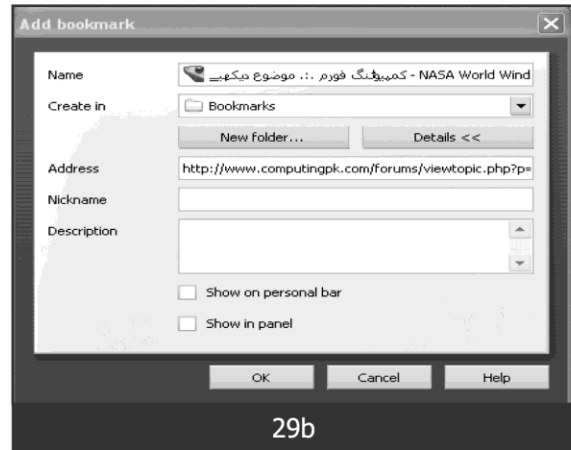 Add bookmark
Name
کمپیوٹنگ فورم .:. موضوع دیکھیے - NASA World Wind
Create in
Bookmarks
New folder...
Details <<
Address
http://www.computingpk.com/forums/viewtopic.php?p=
Nickname
Description
Show on personal bar
Show in panel
OK
Cancel
Help
29b